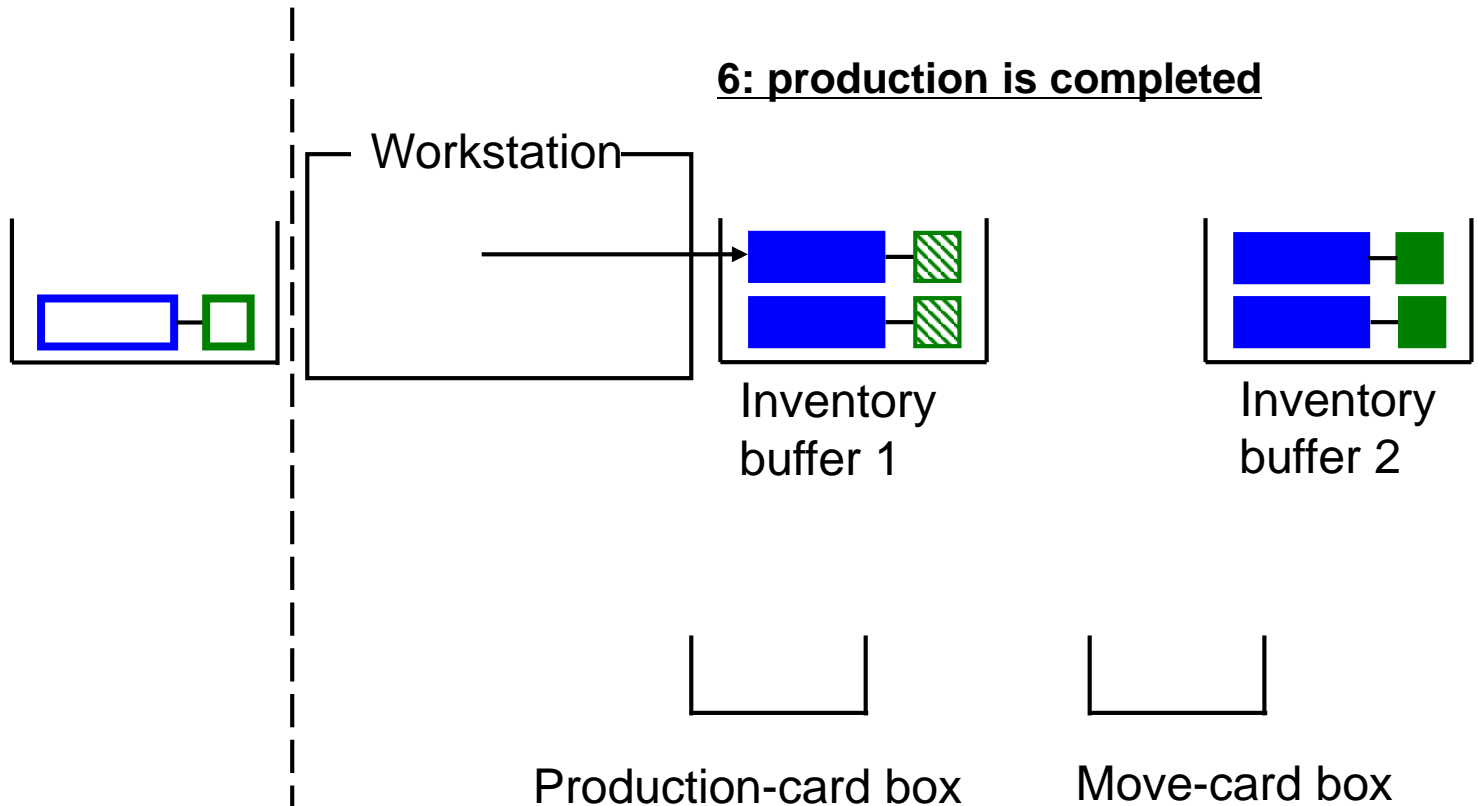 6: production is completed
Workstation
Inventory
buffer 1
Inventory
buffer 2
Production-card box
Move-card box